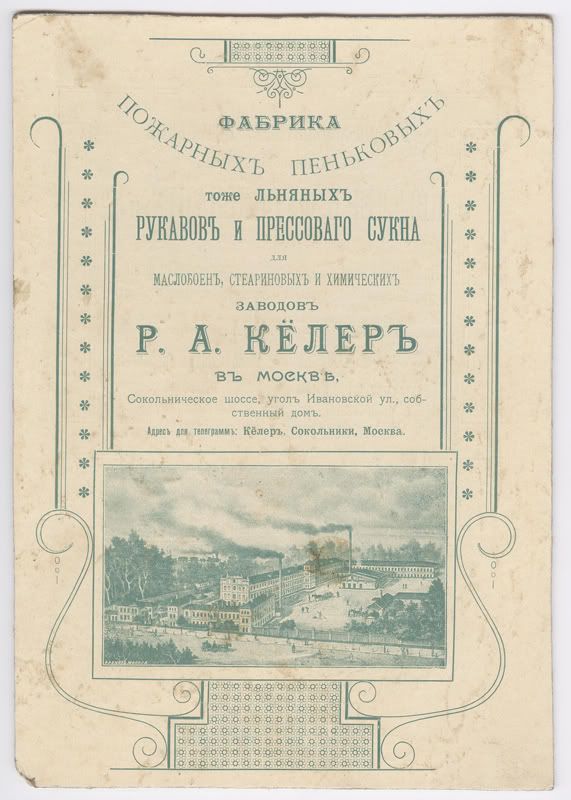 ФАБРИКА
ПОЖАРНЫХЪ ПЕНЬКОВЫХЪ
тоже ЛЬНЯНЫХЪ
РУКАВОВЪ и ПРЕССОВАГО СУКНА
для
МАСЛОБОЕН., СТЕАРИНОВЫХЪ И ХИМИЧЕСКИХЪ
ЗАВОДОВЪ
Р. А. КЁЛЕРЪ
ВЪ МОСКВѢ,
Сокольническое шоссе, уголъ Ивановской ул., соб-
ственный домъ.
Адресъ для телеграммъ: Кёлеръ. Сокольники, Москва.